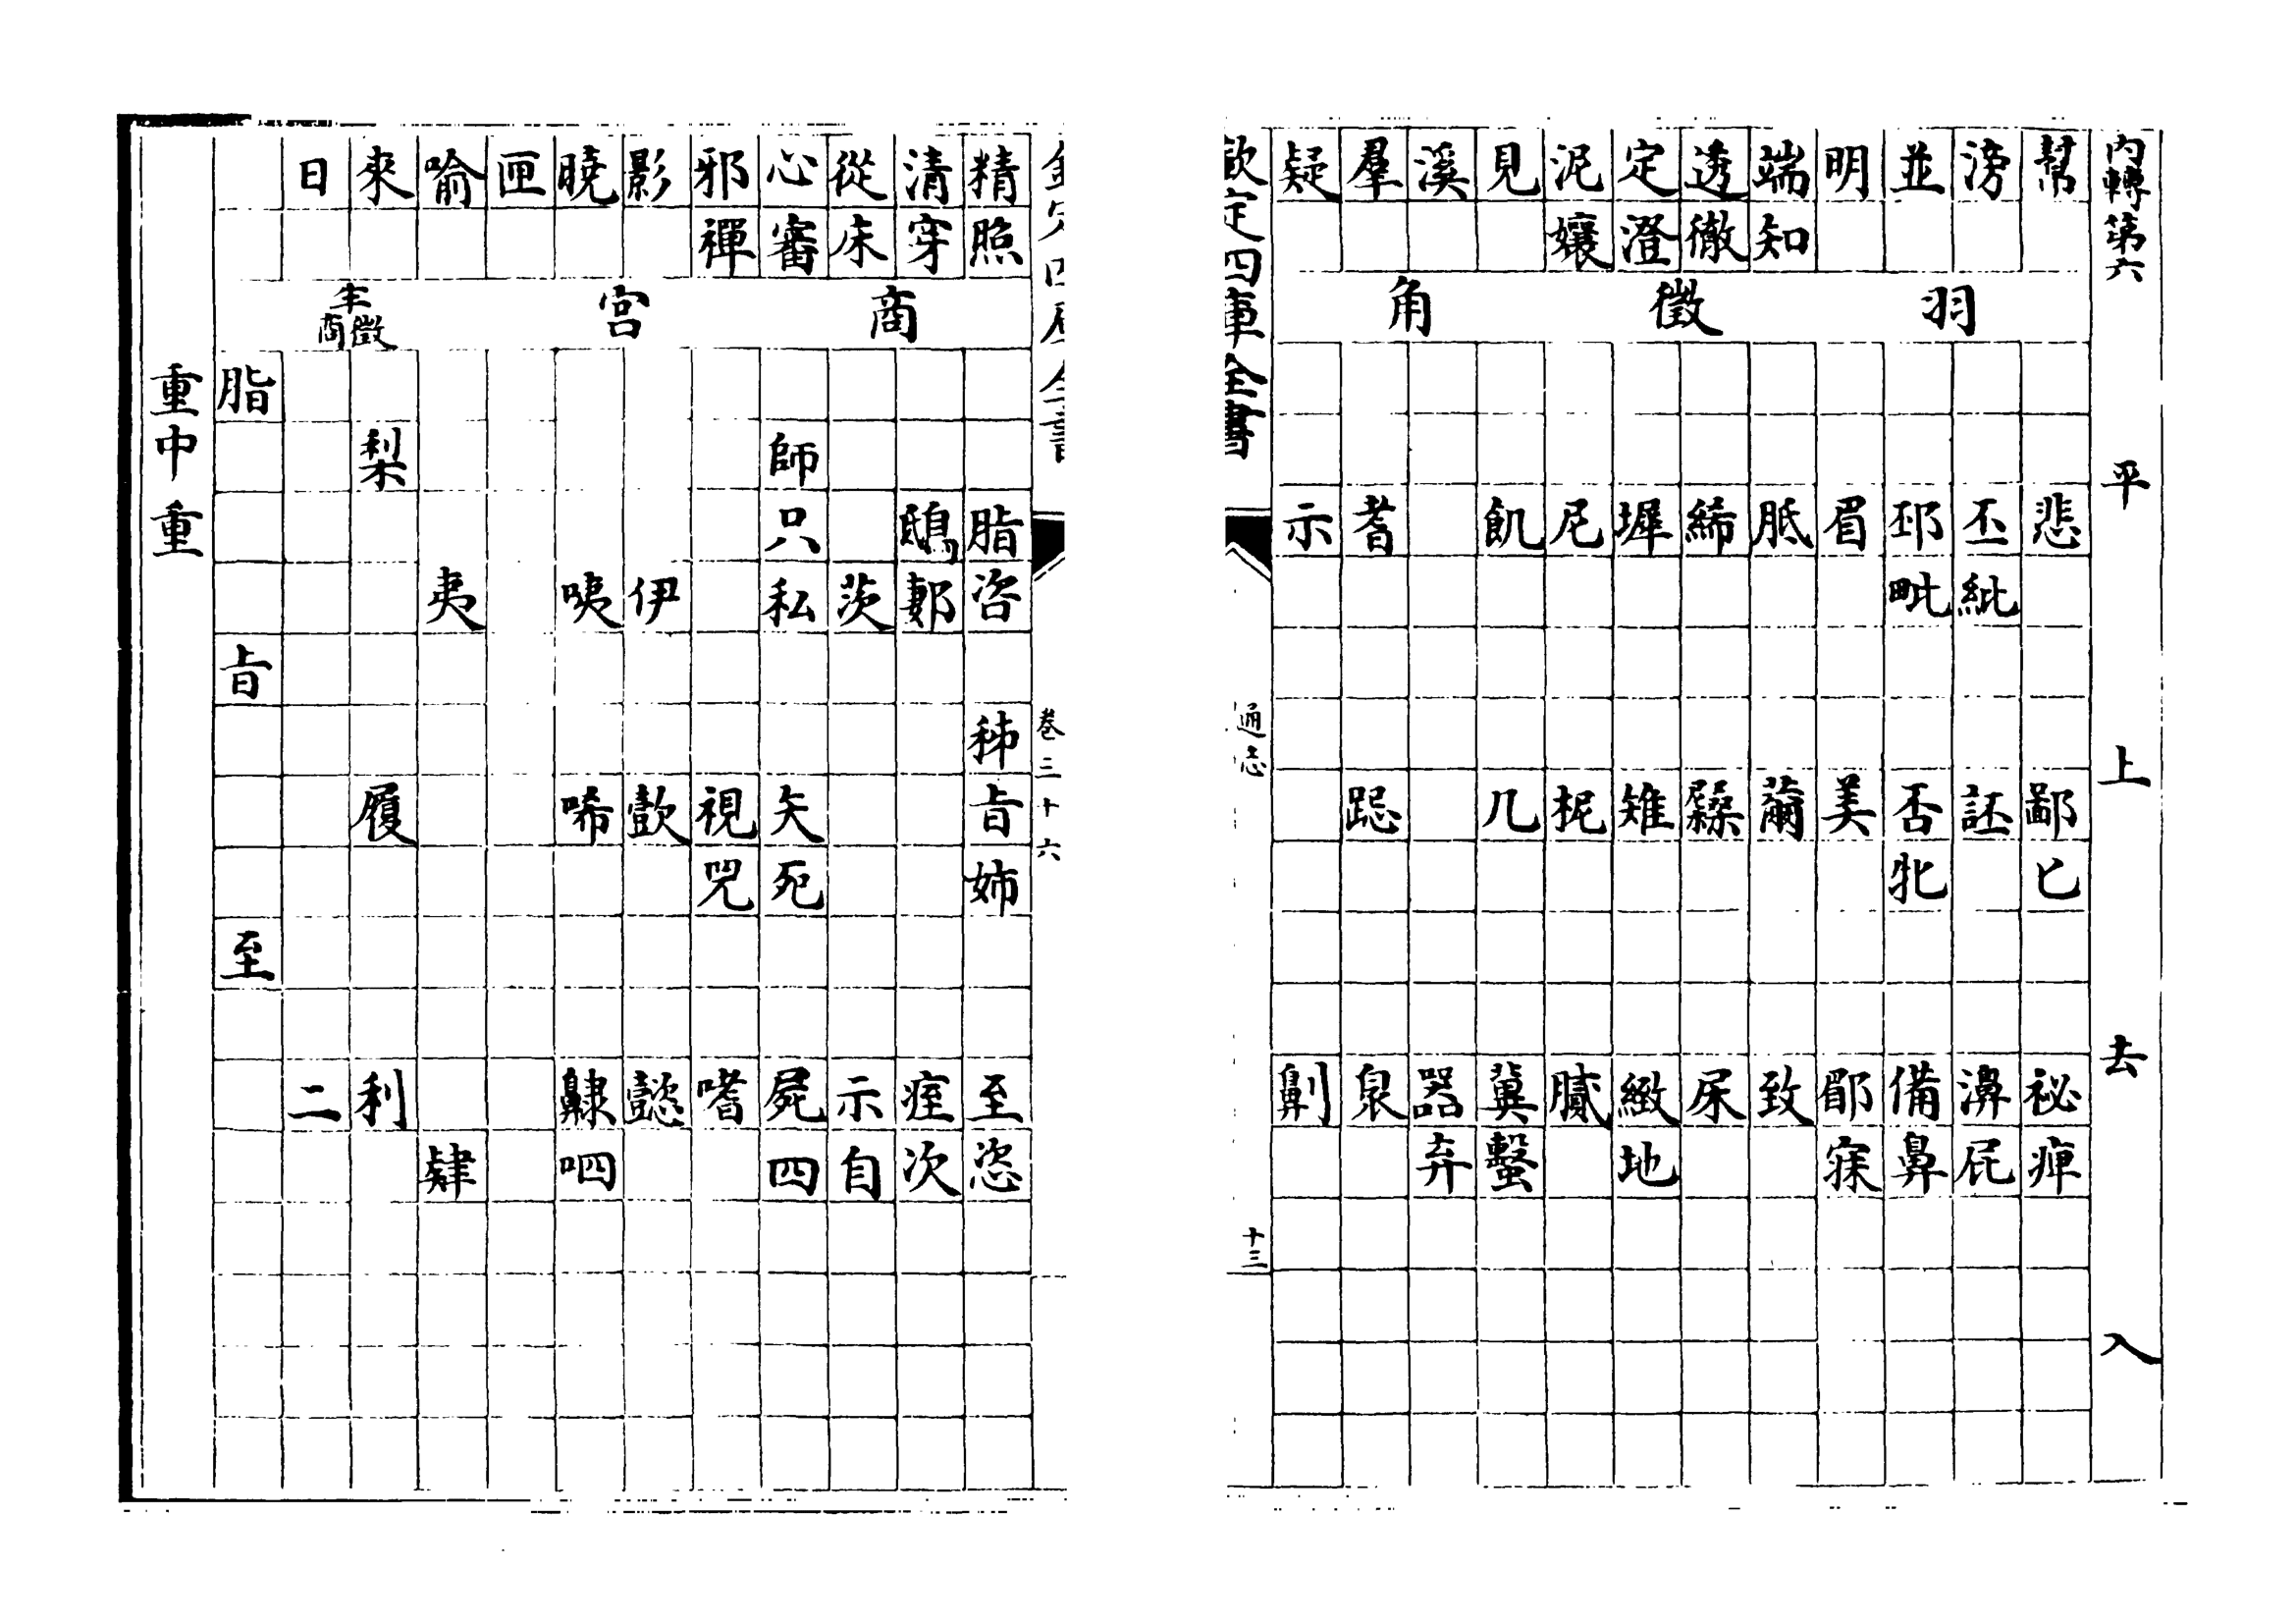 內轉第六 平 上 去 入
幫 悲 鄙 匕 祕 痹
滂 丕 紕 嚭 濞 屁
並 邳 毗 否 牝 備 鼻
明 眉 美 郿 寐
端 知 胝 致
透 徹 絺 屎
定 澄 墀 雉 緻 地
泥 孃 尼 柅 膩
見 飢 几 冀
溪 器 弃
羣 耆 跽 臮
疑 示 劓
羽 徵 角
欽定四庫全書
通志
十三
欽定四庫全書
卷三十六
精 照 脂 咨 秭 旨 姊 至 恣
清 穿 鴟 郪 痓 次
從 床 茨 示 自
心 審 師 只 私 矢 死 屍 四
邪 禪 視 兕 嗜
影 伊 歖 懿
曉 咦 唏 齂 呬
匣
喻 夷 肄
來 梨 履 利
日 二
商 宮 半徵商
脂 旨 至
重中重